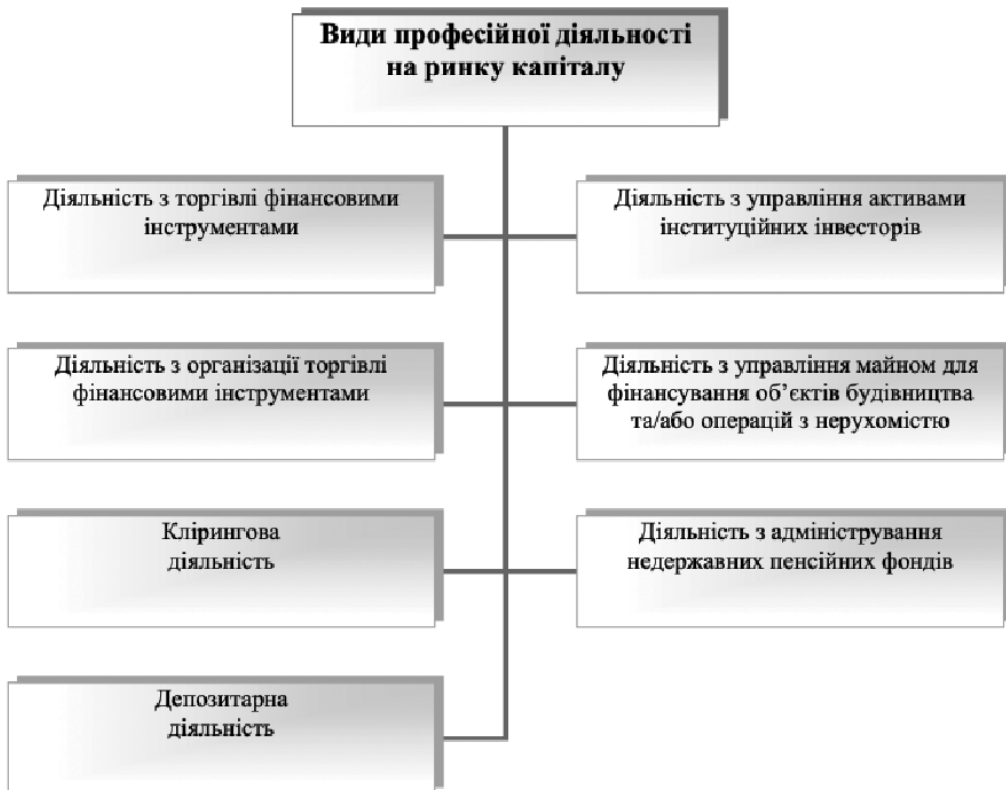 Види професійної діяльності
на ринку капіталу
Діяльність з торгівлі фінансовими
інструментами
Діяльність з управління активами
інституційних інвесторів
Діяльність з організації торгівлі
фінансовими інструментами
Діяльність з управління майном для
фінансування об’єктів будівництва
та/або операцій з нерухомістю
Клірингова
діяльність
Діяльність з адміністрування
недержавних пенсійних фондів
Депозитарна
діяльність